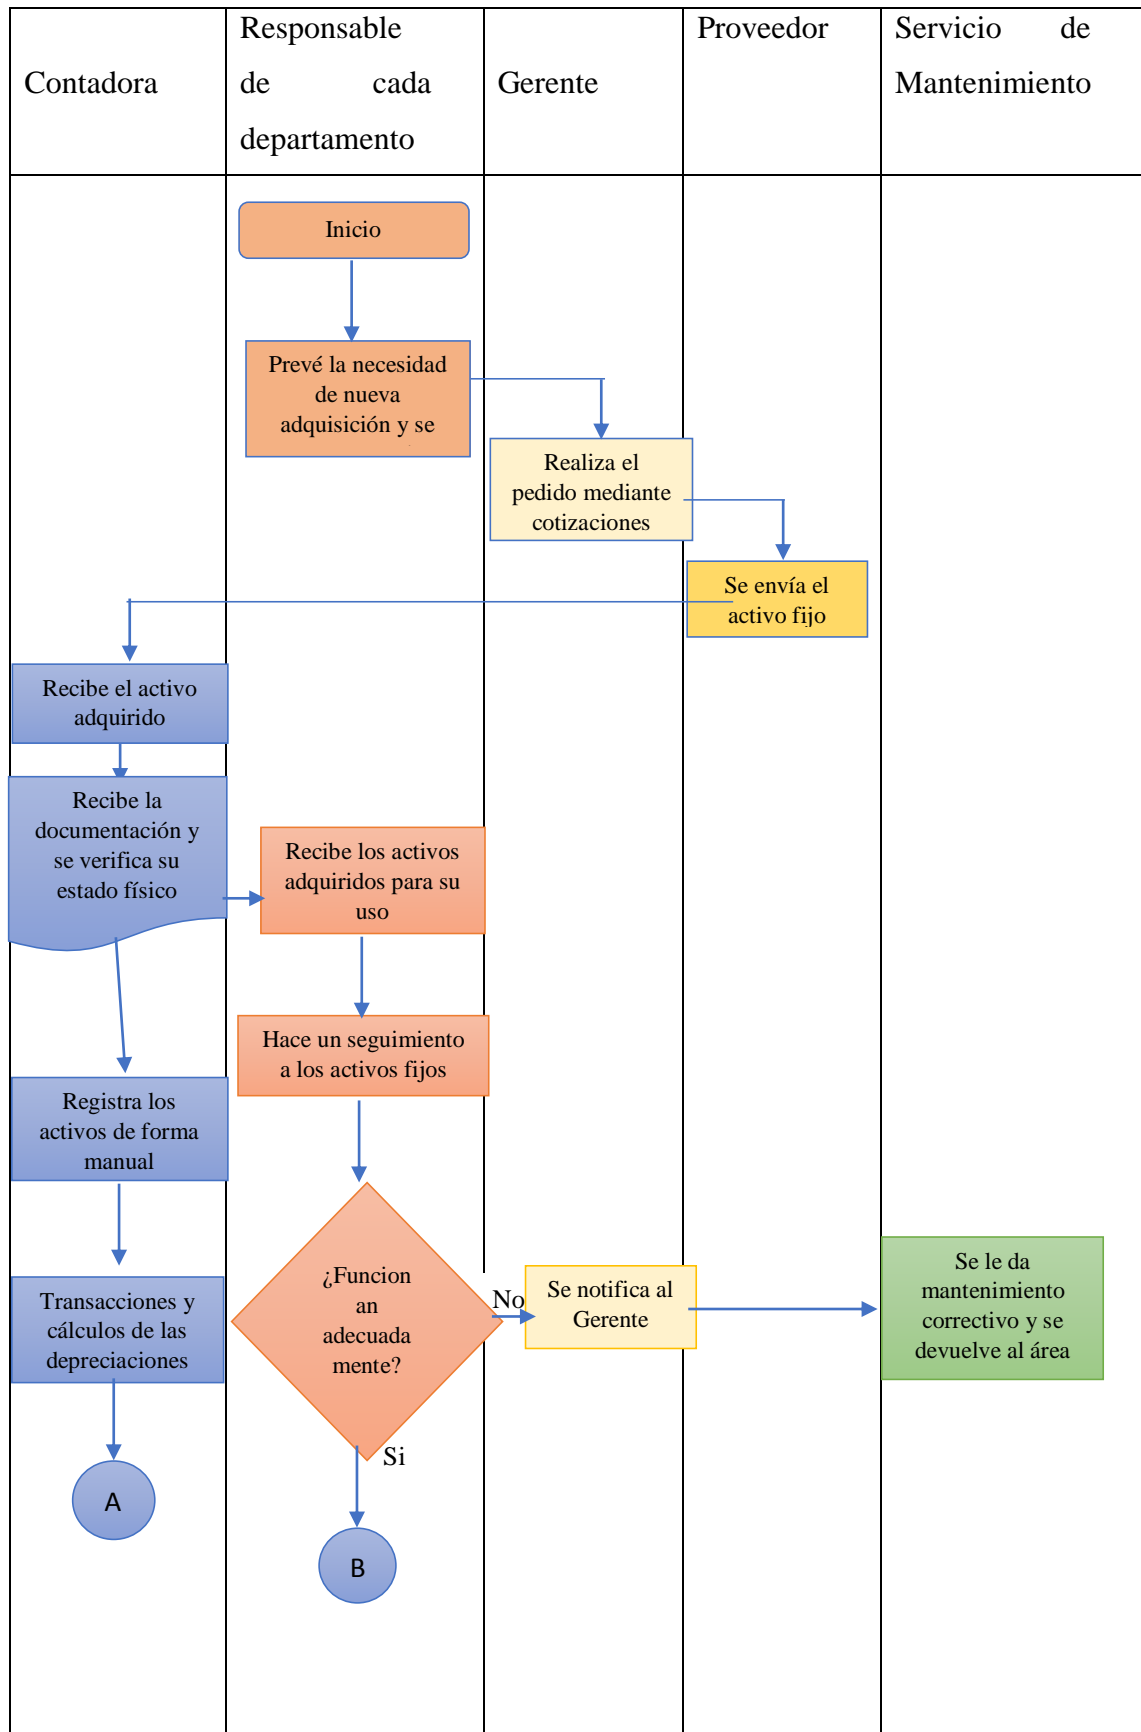 Contadora
Responsable
de cada
departamento
Gerente
Proveedor
Servicio de
Mantenimiento
Inicio
Prevé la necesidad
de nueva
adquisición y se
Realiza el
pedido mediante
cotizaciones
Se envía el
activo fijo
Recibe el activo
adquirido
Recibe la
documentación y
se verifica su
estado físico
Recibe los activos
adquiridos para su
uso
Hace un seguimiento
a los activos fijos
Registra los
activos de forma
manual
Transacciones y
cálculos de las
depreciaciones
¿Funcion
an
adecuada
mente?
No
Se notifica al
Gerente
Se le da
mantenimiento
correctivo y se
devuelve al área
Si
A
B